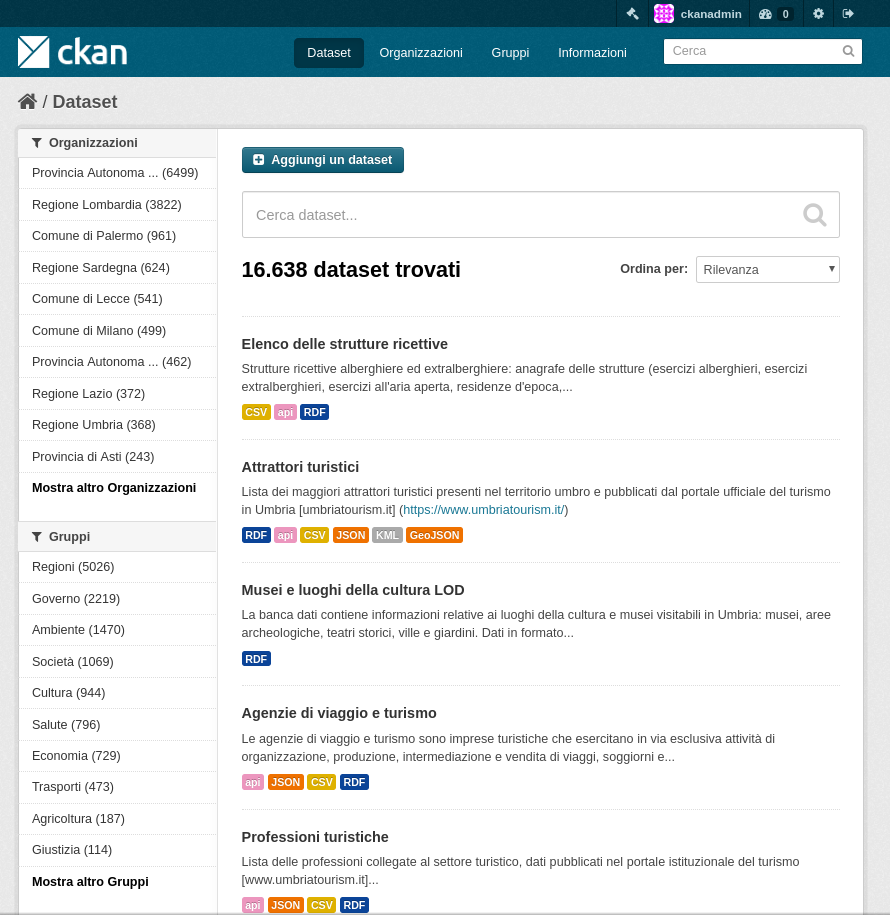 ckanadmin 0
ckan
Dataset Organizzazioni Gruppi Informazioni Cerca
/ Dataset
Organizzazioni
Provincia Autonoma ... (6499)
Regione Lombardia (3822)
Comune di Palermo (961)
Regione Sardegna (624)
Comune di Lecce (541)
Comune di Milano (499)
Provincia Autonoma ... (462)
Regione Lazio (372)
Regione Umbria (368)
Provincia di Asti (243)
Mostra altro Organizzazioni
Gruppi
Regioni (5026)
Governo (2219)
Ambiente (1470)
Società (1069)
Cultura (944)
Salute (796)
Economia (729)
Trasporti (473)
Agricoltura (187)
Giustizia (114)
Mostra altro Gruppi
Aggiungi un dataset
Cerca dataset...
16.638 dataset trovati
Ordina per: Rilevanza
Elenco delle strutture ricettive
Strutture ricettive alberghiere ed extralberghiere: anagrafe delle strutture (esercizi alberghieri, esercizi
extralberghieri, esercizi all'aria aperta, residenze d'epoca,...
CSV api RDF
Attrattori turistici
Lista dei maggiori attrattori turistici presenti nel territorio umbro e pubblicati dal portale ufficiale del turismo
in Umbria [umbriatourism.it] (https://www.umbriatourism.it/)
RDF api CSV JSON KML GeoJSON
Musei e luoghi della cultura LOD
La banca dati contiene informazioni relative ai luoghi della cultura e musei visitabili in Umbria: musei, aree
archeologiche, teatri storici, ville e giardini. Dati in formato...
RDF
Agenzie di viaggio e turismo
Le agenzie di viaggio e turismo sono imprese turistiche che esercitano in via esclusiva attività di
organizzazione, produzione, intermediazione e vendita di viaggi, soggiorni e...
api JSON CSV RDF
Professioni turistiche
Lista delle professioni collegate al settore turistico, dati pubblicati nel portale istituzionale del turismo
[www.umbriatourism.it]...
api JSON CSV RDF